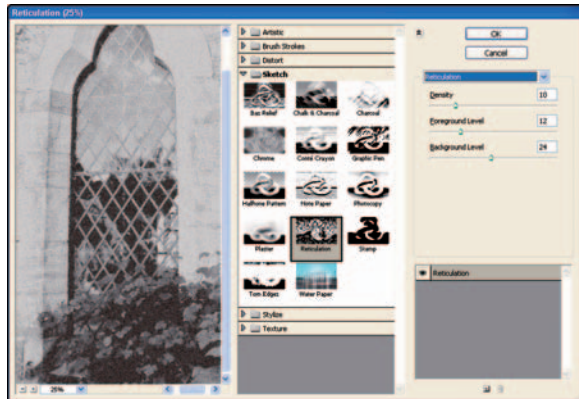 Reticulation (25%)
Artistic
Brush Strokes
Distort
Sketch
Bas Relief
Chalk & Charcoal
Charcoal
Chrome
Conté Crayon
Graphic Pen
Halftone Pattern
Note Paper
Photocopy
Plaster
Reticulation
Stamp
Torn Edges
Water Paper
Stylize
Texture
25%
OK
Cancel
Reticulation
Density
10
Foreground Level
12
Background Level
24
Reticulation